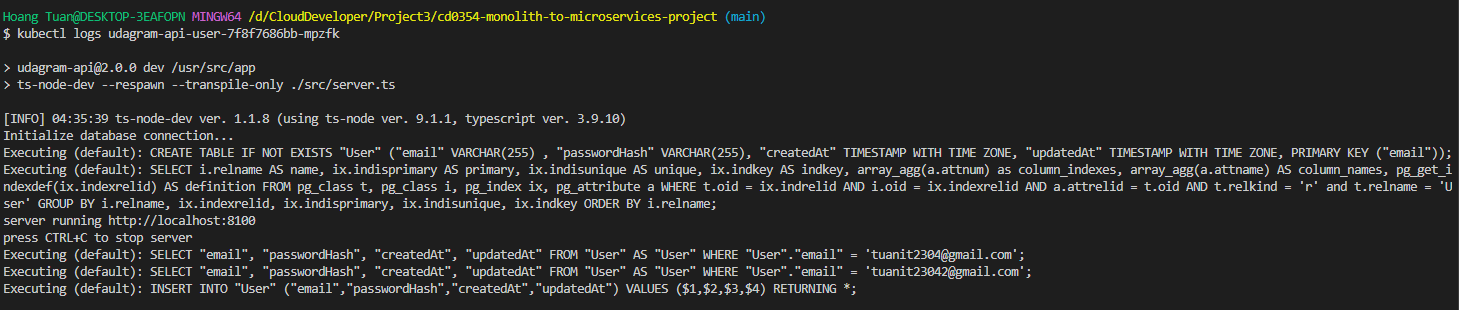 Hoang Tuan@DESKTOP-3EAFOPN MINGW64 /d/CloudDeveloper/Project3/cd0354-monolith-to-microservices-project (main)
$ kubectl logs udagram-api-user-7f8f7686bb-mpzfk
> udagram-api@2.0.0 dev /usr/src/app
> ts-node-dev --respawn --transpile-only ./src/server.ts
[INFO] 04:35:39 ts-node-dev ver. 1.1.8 (using ts-node ver. 9.1.1, typescript ver. 3.9.10)
Initialize database connection...
Executing (default): CREATE TABLE IF NOT EXISTS "User" ("email" VARCHAR(255) , "passwordHash" VARCHAR(255), "createdAt" TIMESTAMP WITH TIME ZONE, "updatedAt" TIMESTAMP WITH TIME ZONE, PRIMARY KEY ("email"));
Executing (default): SELECT i.relname AS name, ix.indisprimary AS primary, ix.indisunique AS unique, ix.indkey AS indkey, array_agg(a.attnum) as column_indexes, array_agg(a.attname) AS column_names, pg_get_i
ndexdef(ix.indexrelid) AS definition FROM pg_class t, pg_class i, pg_index ix, pg_attribute a WHERE t.oid = ix.indrelid AND i.oid = ix.indexrelid AND a.attrelid = t.oid AND t.relkind = 'r' and t.relname = 'U
ser' GROUP BY i.relname, ix.indexrelid, ix.indisprimary, ix.indisunique, ix.indkey ORDER BY i.relname;
server running http://localhost:8100
press CTRL+C to stop server
Executing (default): SELECT "email", "passwordHash", "createdAt", "updatedAt" FROM "User" AS "User" WHERE "User"."email" = 'tuanit2304@gmail.com';
Executing (default): SELECT "email", "passwordHash", "createdAt", "updatedAt" FROM "User" AS "User" WHERE "User"."email" = 'tuanit23042@gmail.com';
Executing (default): INSERT INTO "User" ("email","passwordHash","createdAt","updatedAt") VALUES ($1,$2,$3,$4) RETURNING *;